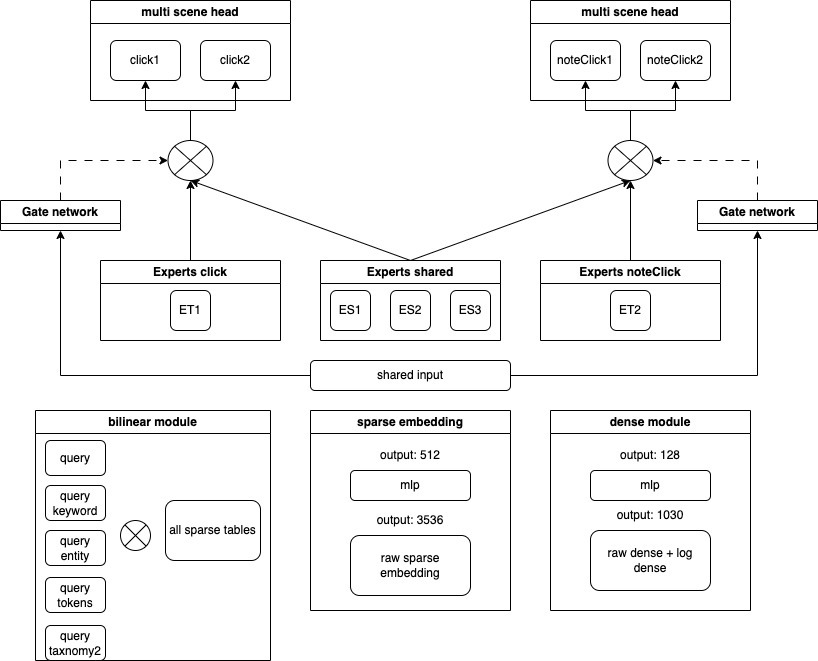 multi scene head
click1
click2
multi scene head
noteClick1
noteClick2
Gate network
Gate network
Experts click
ET1
Experts shared
ES1
ES2
ES3
Experts noteClick
ET2
shared input
bilinear module
query
query
keyword
query
entity
query
tokens
query
taxnomy2
all sparse tables
sparse embedding
output: 512
mlp
output: 3536
raw sparse
embedding
dense module
output: 128
mlp
output: 1030
raw dense + log
dense